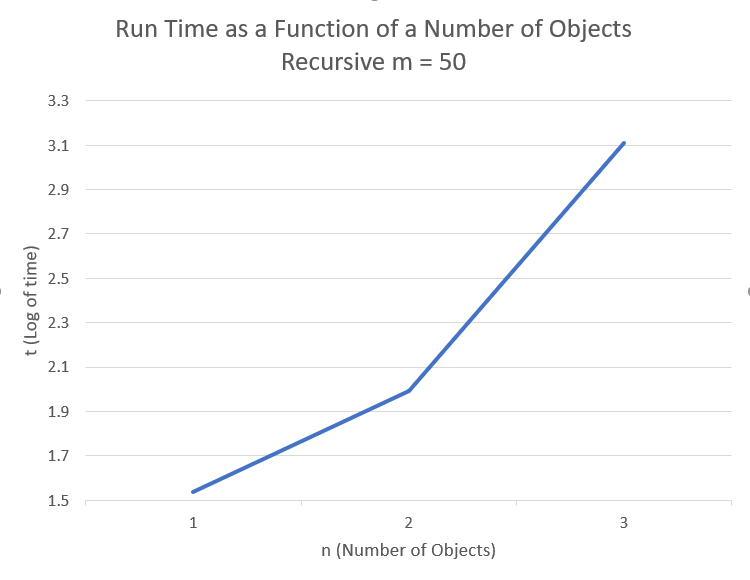 Run Time as a Function of a Number of Objects
Recursive m = 50
3.3
3.1
2.9
2.7
2.5
2.3
2.1
1.9
1.7
1.5
t (Log of time)
1 2 3
n (Number of Objects)